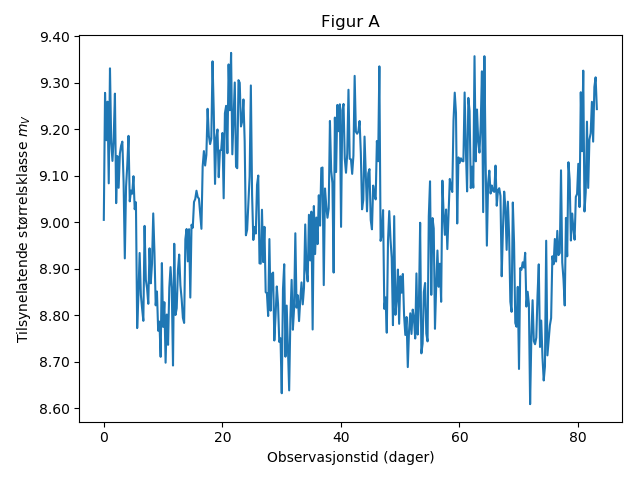 Figur A
9.40
9.30
9.20
9.10
9.00
8.90
8.80
8.70
8.60
Tilsynelatende størrelsesklasse m_V
0 20 40 60 80
Observasjonstid (dager)